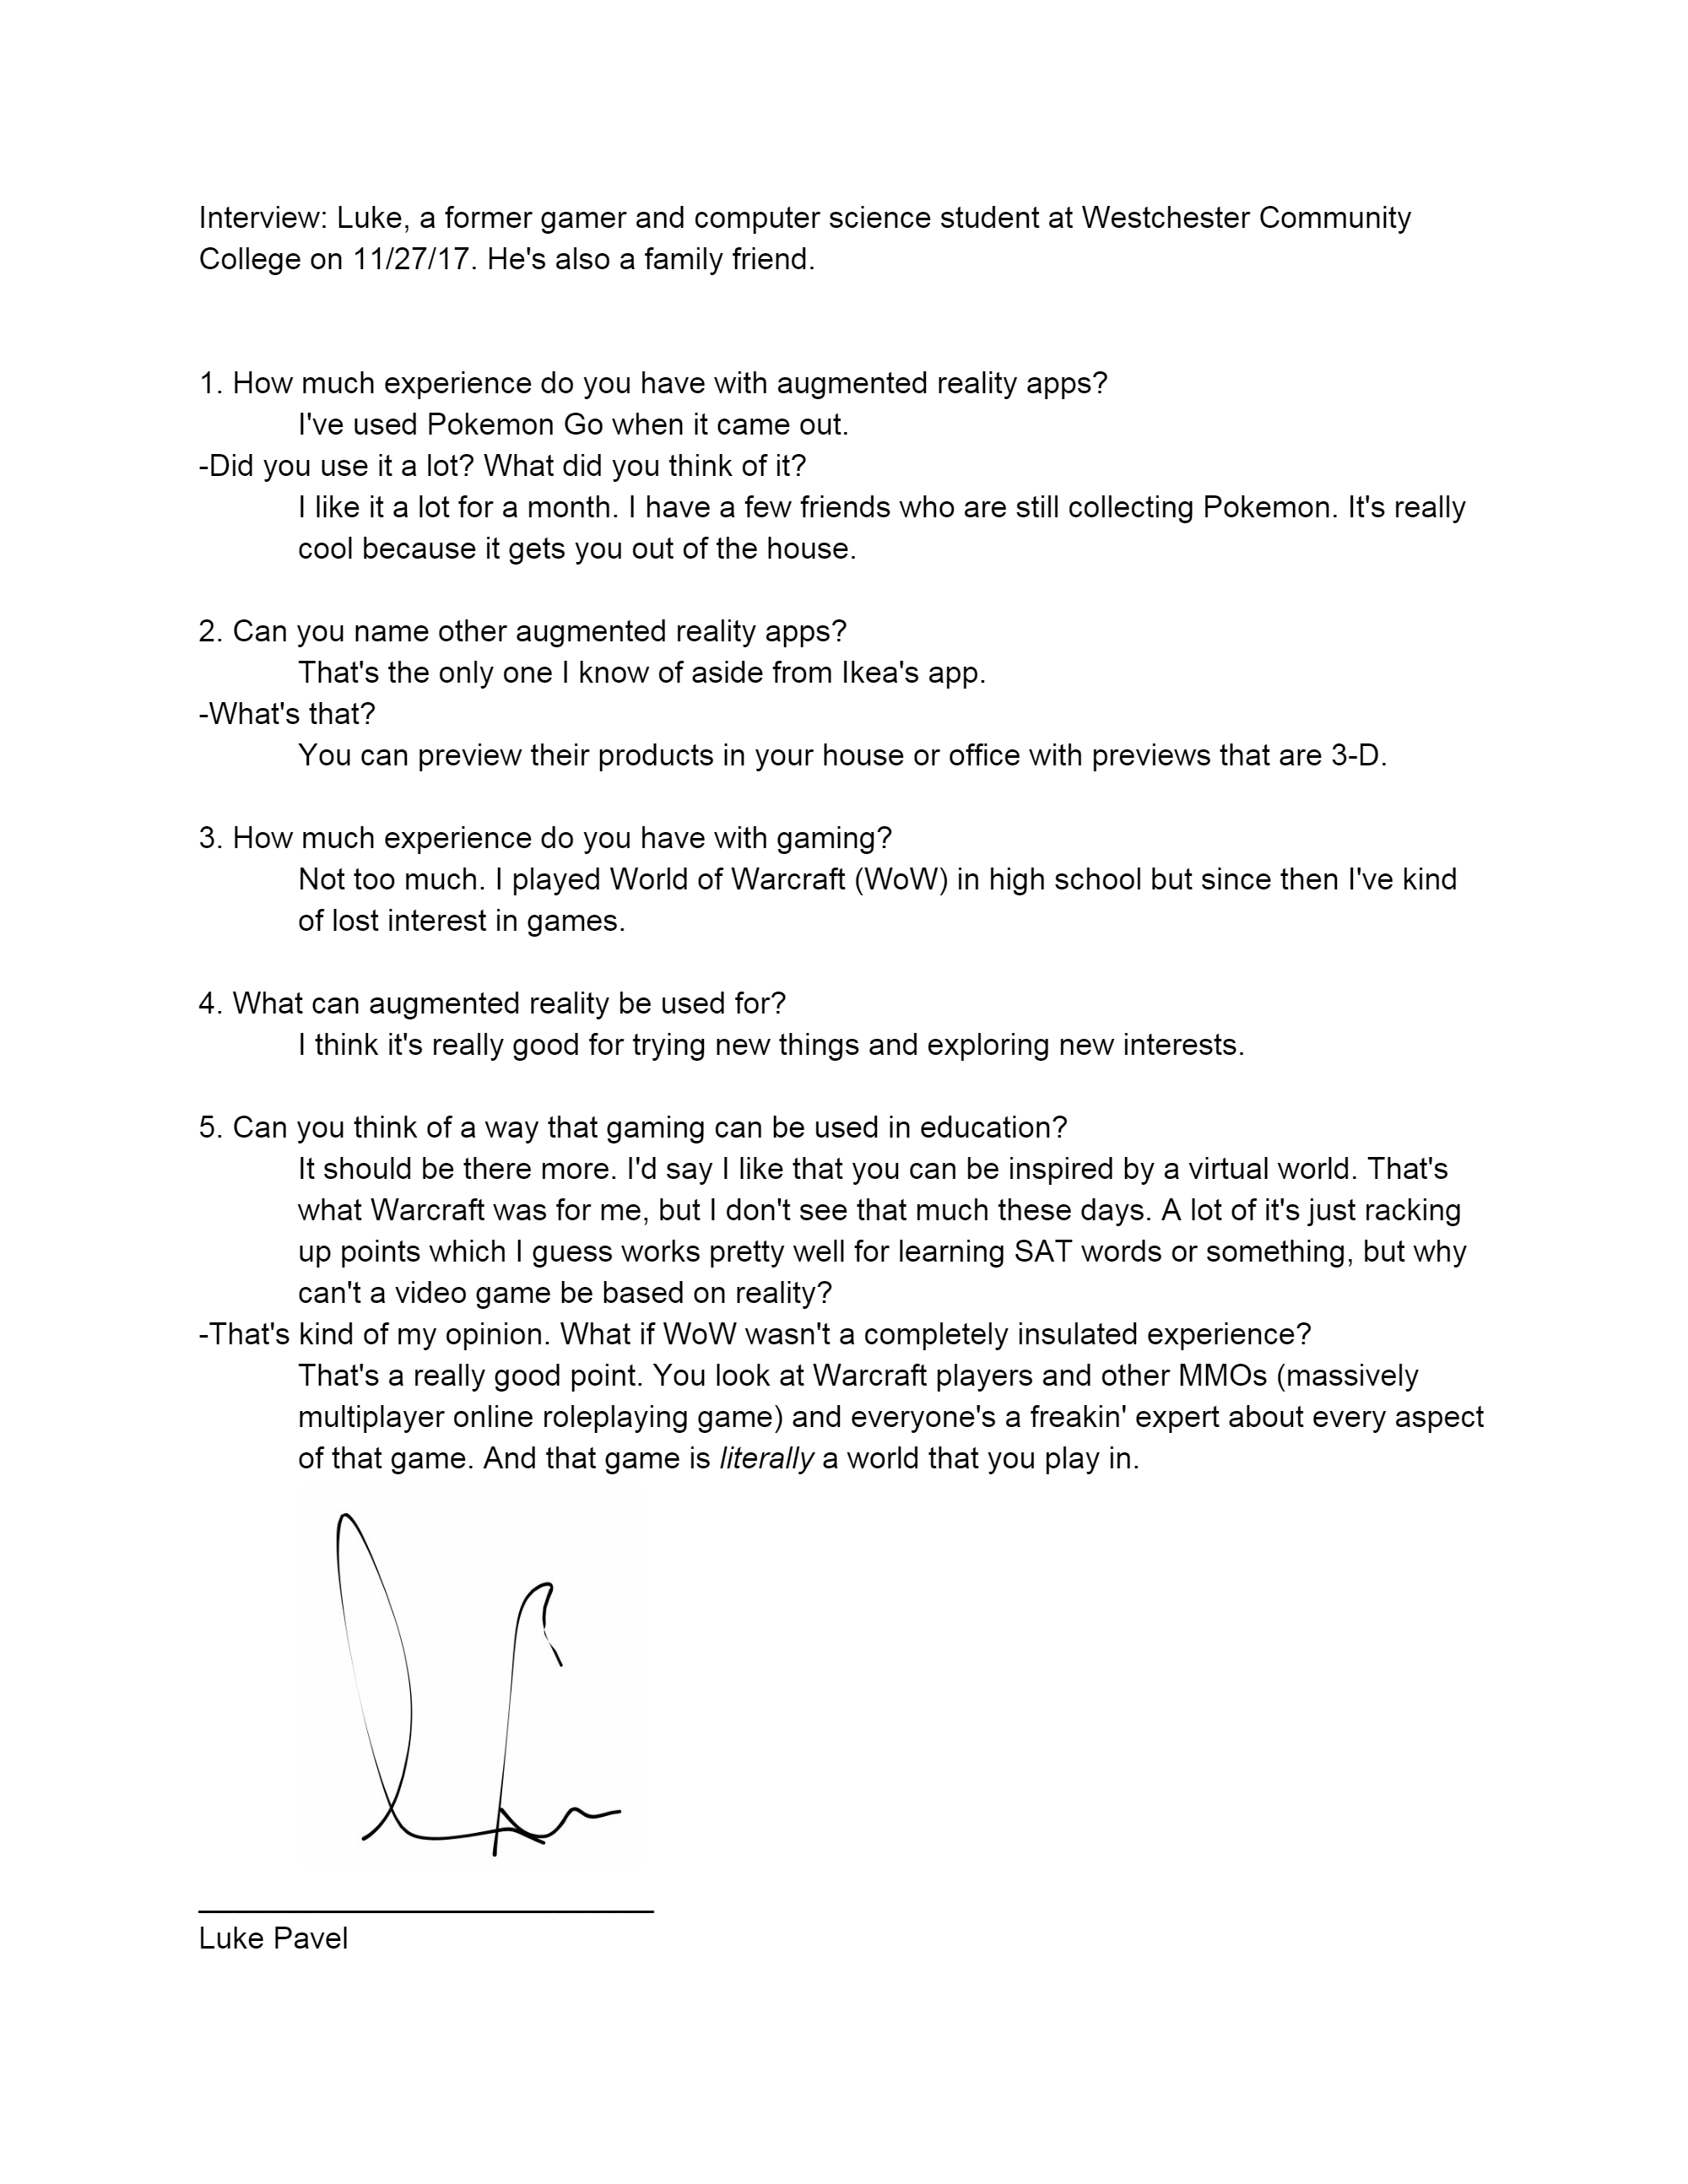 Interview: Luke, a former gamer and computer science student at Westchester Community
College on 11/27/17. He's also a family friend.
1. How much experience do you have with augmented reality apps?
I've used Pokemon Go when it came out.
-Did you use it a lot? What did you think of it?
I like it a lot for a month. I have a few friends who are still collecting Pokemon. It's really
cool because it gets you out of the house.
2. Can you name other augmented reality apps?
That's the only one I know of aside from Ikea's app.
-What's that?
You can preview their products in your house or office with previews that are 3-D.
3. How much experience do you have with gaming?
Not too much. I played World of Warcraft (WoW) in high school but since then I've kind
of lost interest in games.
4. What can augmented reality be used for?
I think it's really good for trying new things and exploring new interests.
5. Can you think of a way that gaming can be used in education?
It should be there more. I'd say I like that you can be inspired by a virtual world. That's
what Warcraft was for me, but I don't see that much these days. A lot of it's just racking
up points which I guess works pretty well for learning SAT words or something, but why
can't a video game be based on reality?
-That's kind of my opinion. What if WoW wasn't a completely insulated experience?
That's a really good point. You look at Warcraft players and other MMOs (massively
multiplayer online roleplaying game) and everyone's a freakin' expert about every aspect
of that game. And that game is literally a world that you play in.
Luke Pavel